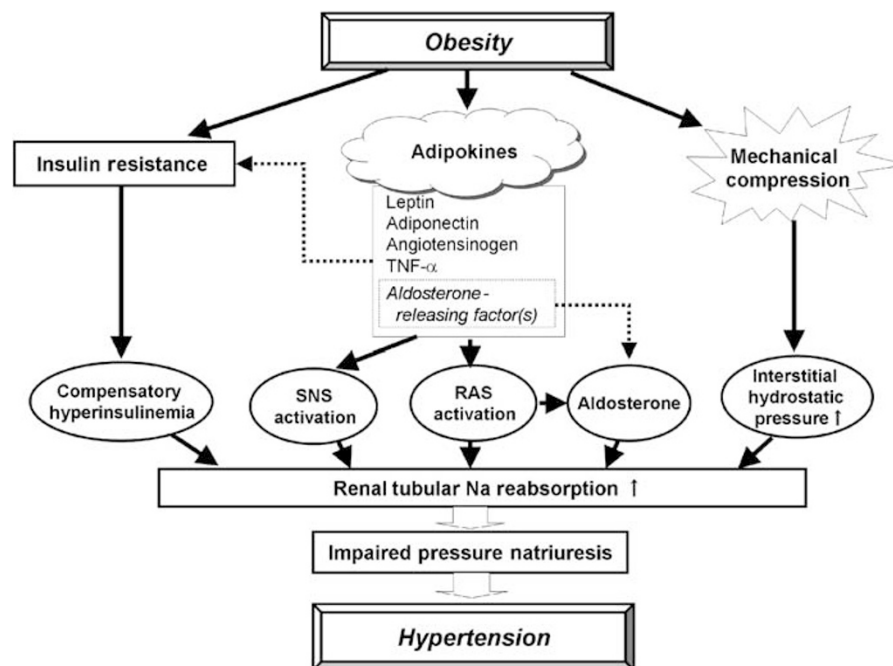 Obesity
Insulin resistance
Adipokines
Mechanical
compression
Leptin
Adiponectin
Angiotensinogen
TNF-α
Aldosterone-
releasing factor(s)
Compensatory
hyperinsulinemia
SNS
activation
RAS
activation
Aldosterone
Interstitial
hydrostatic
pressure ↑
Renal tubular Na reabsorption ↑
Impaired pressure natriuresis
Hypertension